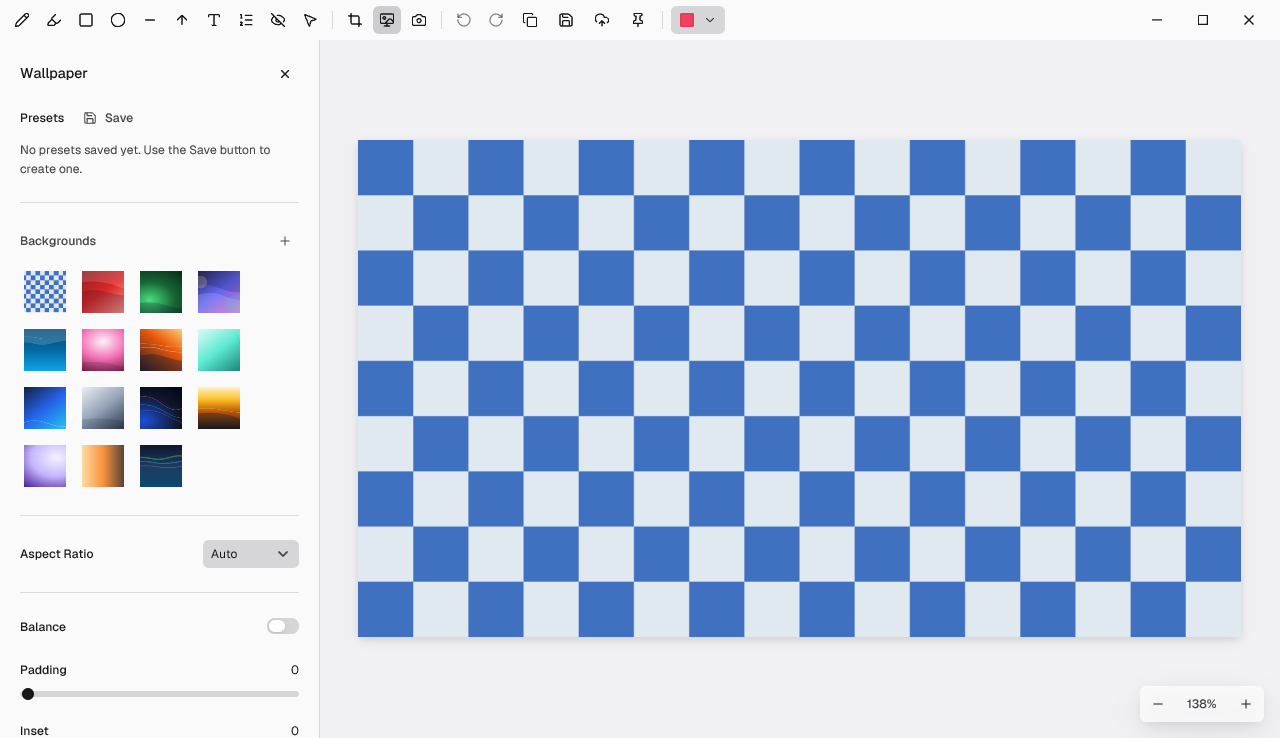 Wallpaper
Presets
Save
No presets saved yet. Use the Save button to
create one.
Backgrounds
Aspect Ratio
Auto
Balance
Padding
0
Inset
0
138%